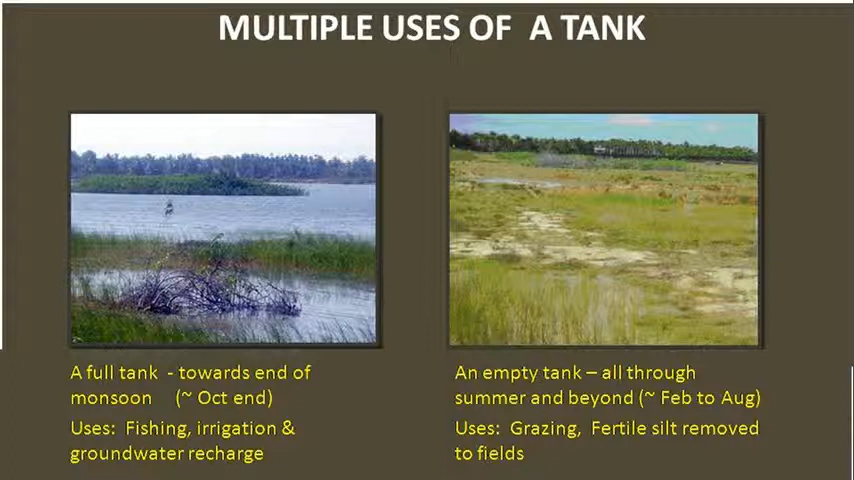 MULTIPLE USES OF A TANK
A full tank - towards end of
monsoon (~ Oct end)
Uses: Fishing, irrigation &
groundwater recharge
An empty tank – all through
summer and beyond (~ Feb to Aug)
Uses: Grazing, Fertile silt removed
to fields